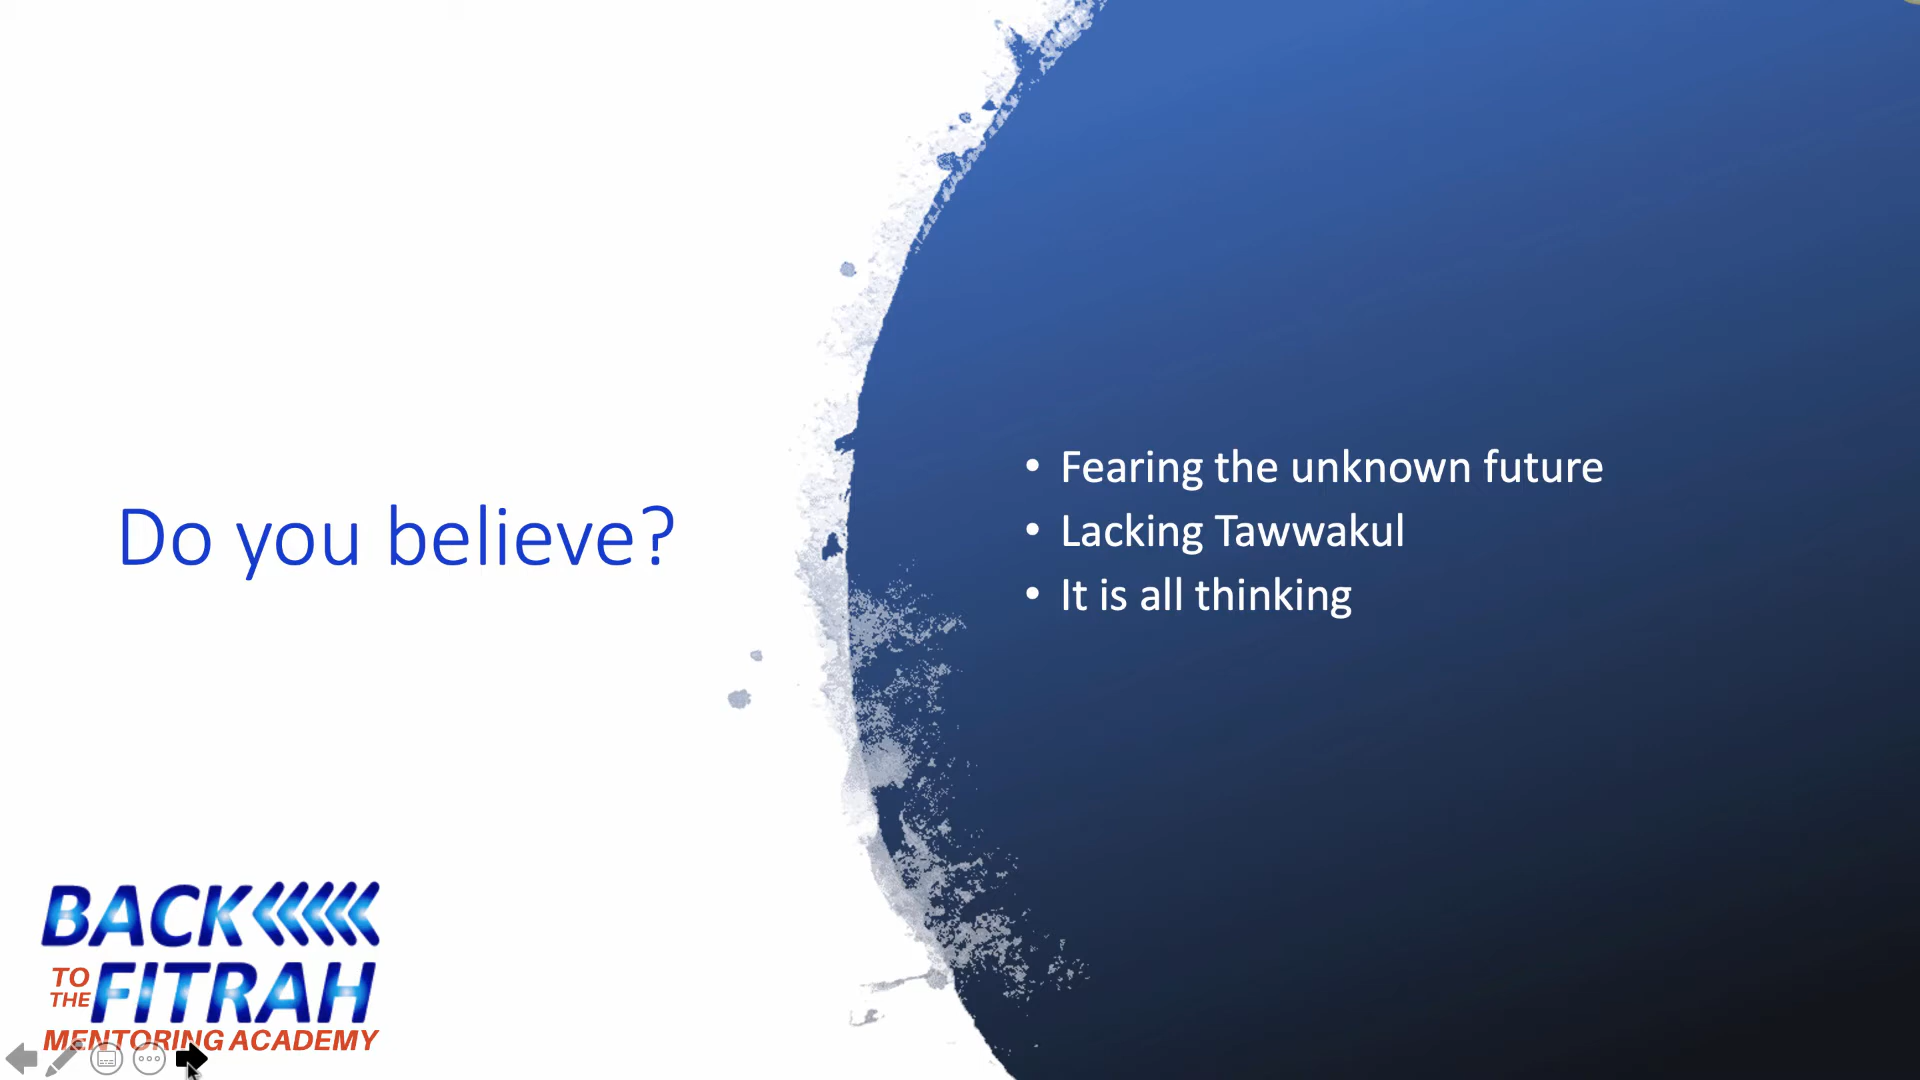 Do you believe?
• Fearing the unknown future
• Lacking Tawwakul
• It is all thinking
BACK
TO THE FITRAH
MENTORING ACADEMY